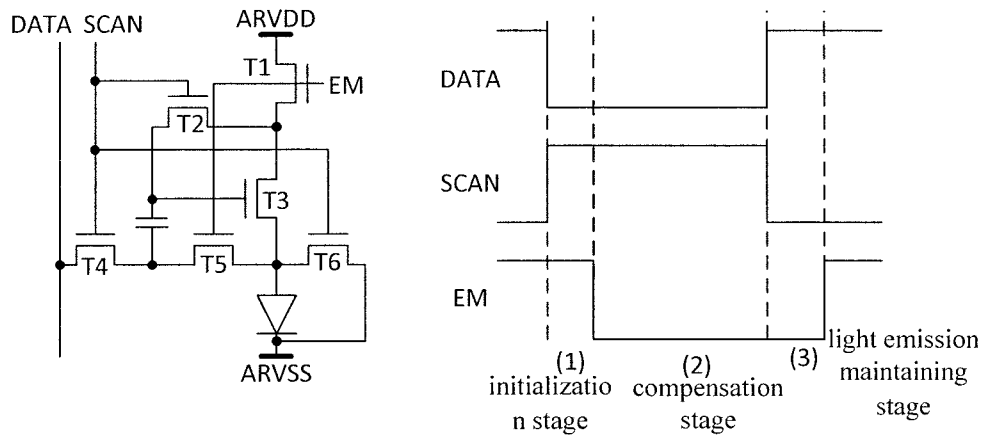 DATA SCAN
ARVDD
T1
EM
T2
T3
T4
T5
T6
ARVSS
DATA
SCAN
EM
(1)
(2)
(3)
initializatio
n stage
compensation
stage
light emission
maintaining
stage